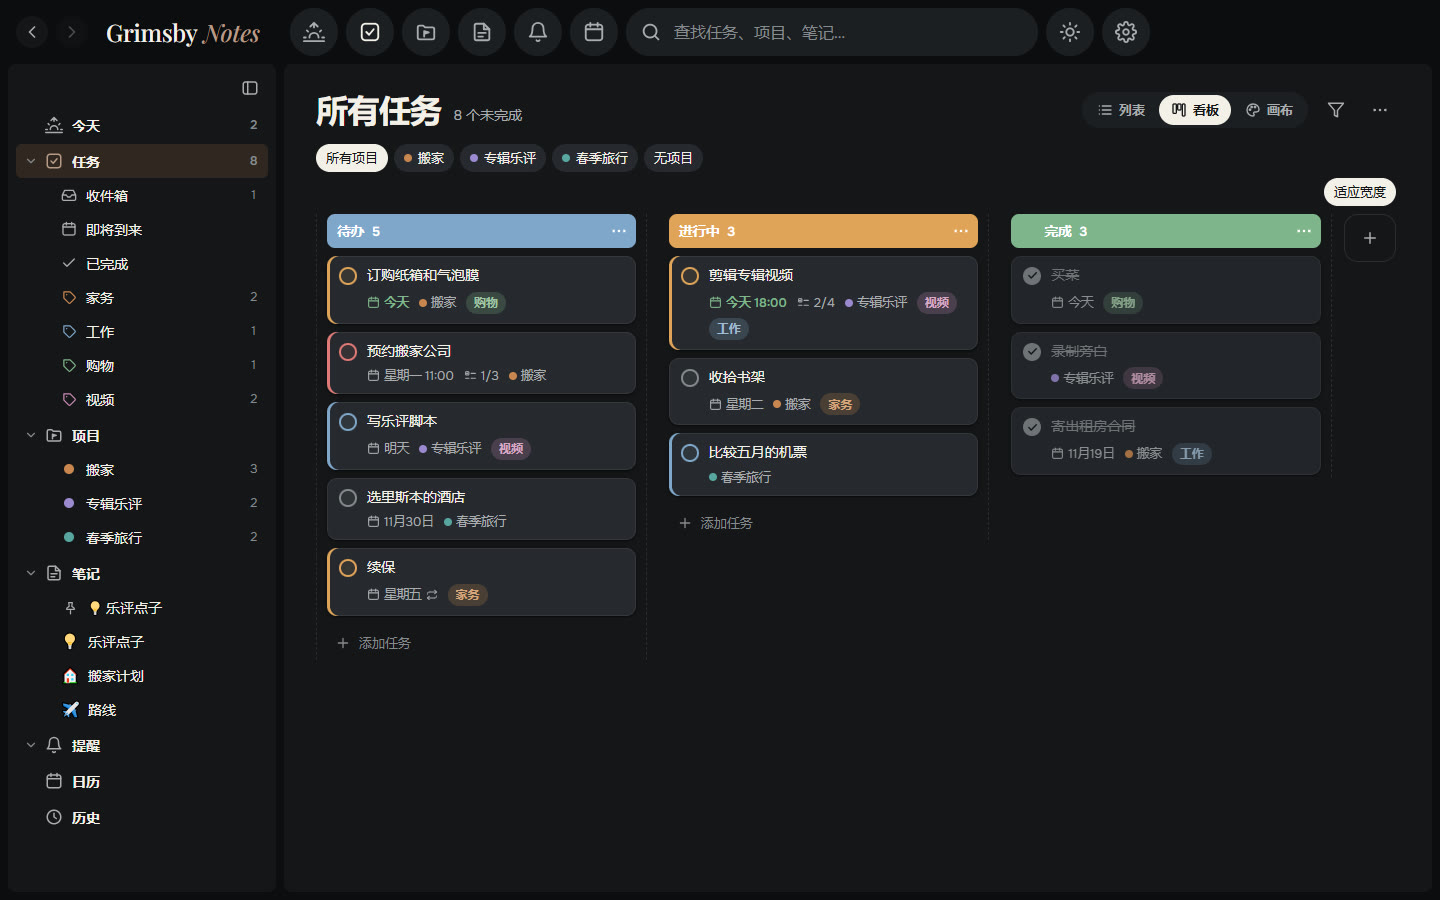 Grimsby Notes
查找任务、项目、笔记...
今天 2
任务 8
收件箱 1
即将到来
已完成
家务 2
工作 1
购物 1
视频 2
项目
搬家 3
专辑乐评 2
春季旅行 2
笔记
乐评点子
乐评点子
搬家计划
路线
提醒
日历
历史
所有任务 8 个未完成
列表 看板 画布
所有项目 搬家 专辑乐评 春季旅行 无项目
适应宽度
待办 5
订购纸箱和气泡膜
今天 搬家 购物
预约搬家公司
星期一 11:00 1/3 搬家
写乐评脚本
明天 专辑乐评 视频
选里斯本的酒店
11月30日 春季旅行
续保
星期五 家务
添加任务
进行中 3
剪辑专辑视频
今天 18:00 2/4 专辑乐评 视频
工作
收拾书架
星期二 搬家 家务
比较五月的机票
春季旅行
添加任务
完成 3
买菜
今天 购物
录制旁白
专辑乐评 视频
寄出租房合同
11月19日 搬家 工作